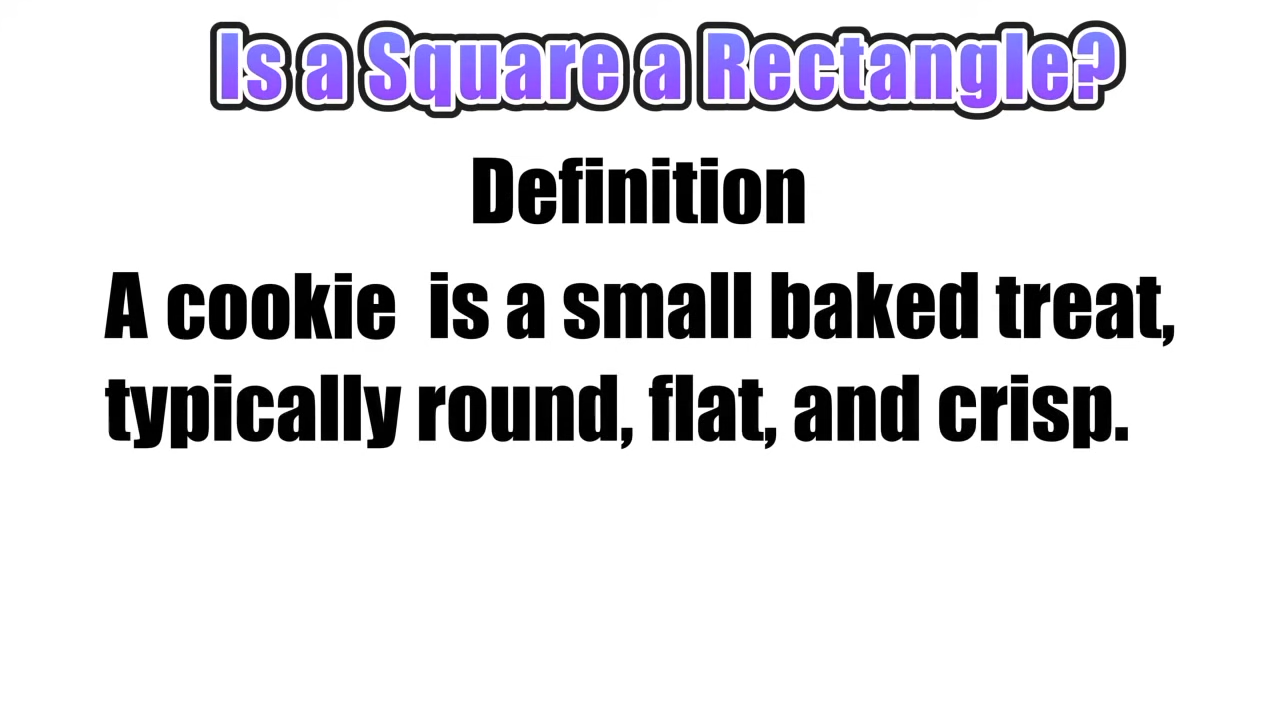 Is a Square a Rectangle?
Definition
A cookie is a small baked treat,
typically round, flat, and crisp.